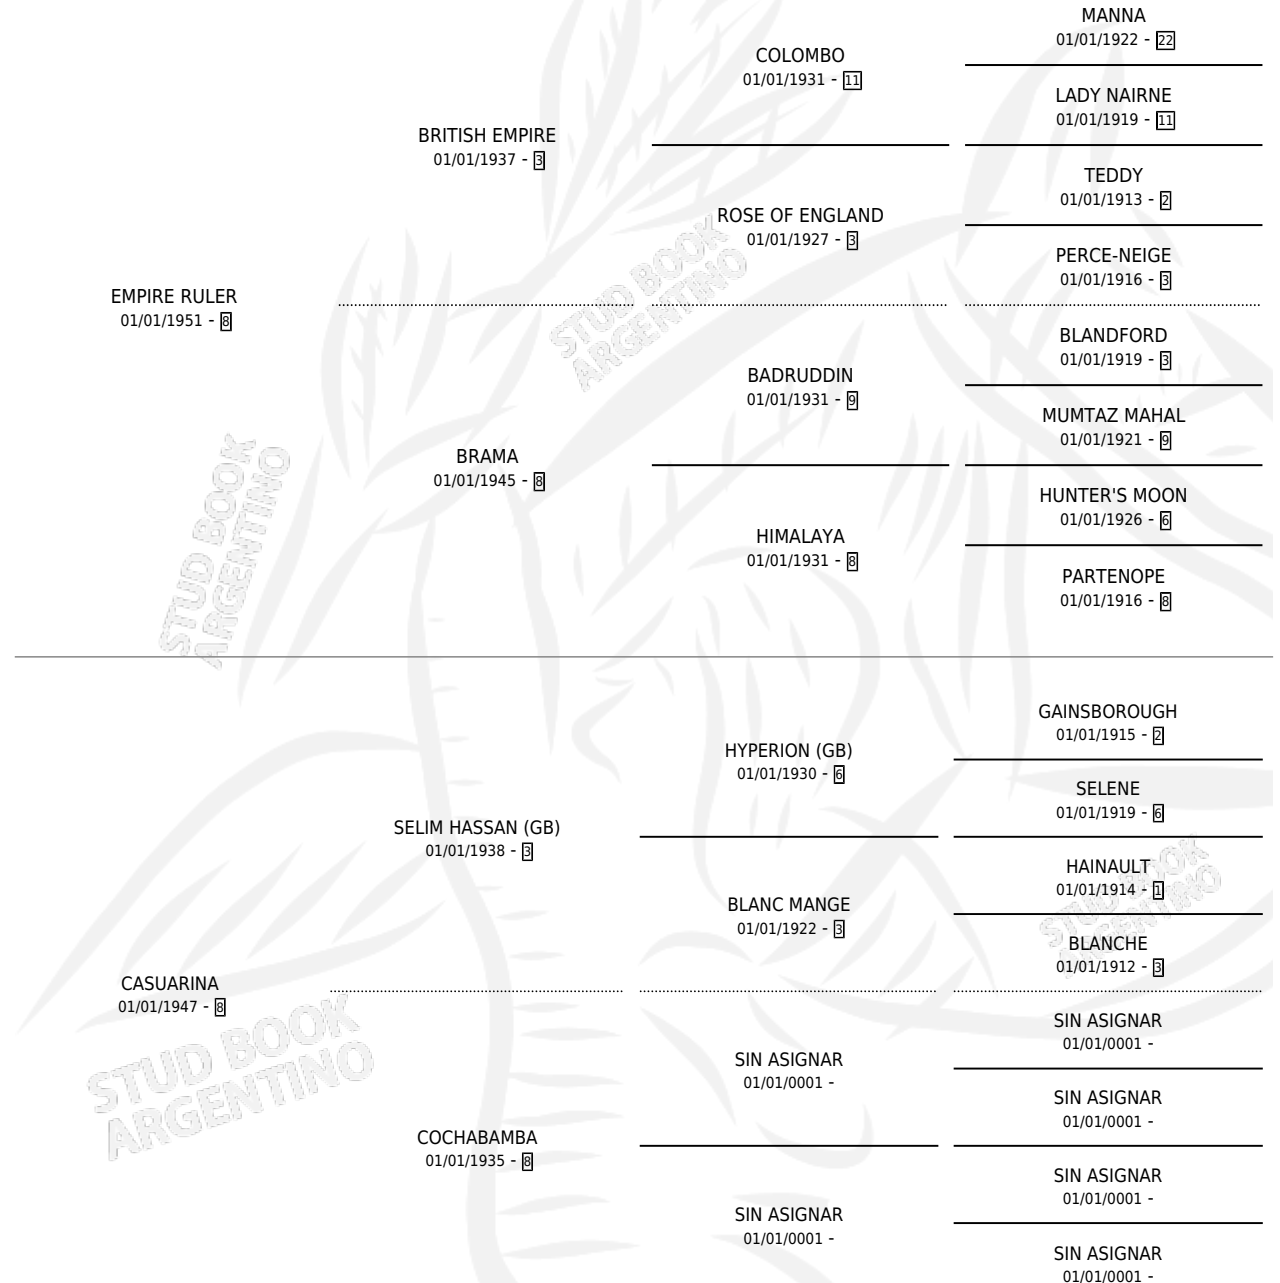 MANNA
01/01/1922 - 22
COLOMBO
01/01/1931 - 11
LADY NAIRNE
01/01/1919 - 11
BRITISH EMPIRE
01/01/1937 - 3
TEDDY
01/01/1913 - 2
ROSE OF ENGLAND
01/01/1927 - 3
PERCE-NEIGE
01/01/1916 - 3
EMPIRE RULER
01/01/1951 - 8
BLANDFORD
01/01/1919 - 3
BADRUDDIN
01/01/1931 - 9
MUMTAZ MAHAL
01/01/1921 - 9
BRAMA
01/01/1945 - 8
HUNTER'S MOON
01/01/1926 - 6
HIMALAYA
01/01/1931 - 8
PARTENOPE
01/01/1916 - 8
STUD BOOK
ARGENTINO
STUD BOOK
ARGENTINO
GAINSBOROUGH
01/01/1915 - 2
HYPERION (GB)
01/01/1930 - 6
SELENE
01/01/1919 - 6
SELIM HASSAN (GB)
01/01/1938 - 3
HAINAULT
01/01/1914 - 1
BLANC MANGE
01/01/1922 - 3
BLANCHE
01/01/1912 - 3
CASUARINA
01/01/1947 - 8
SIN ASIGNAR
01/01/0001 -
SIN ASIGNAR
01/01/0001 -
SIN ASIGNAR
01/01/0001 -
COCHABAMBA
01/01/1935 - 8
SIN ASIGNAR
01/01/0001 -
SIN ASIGNAR
01/01/0001 -
SIN ASIGNAR
01/01/0001 -
STUD BOOK
ARGENTINO
STUD BOOK
ARGENTINO